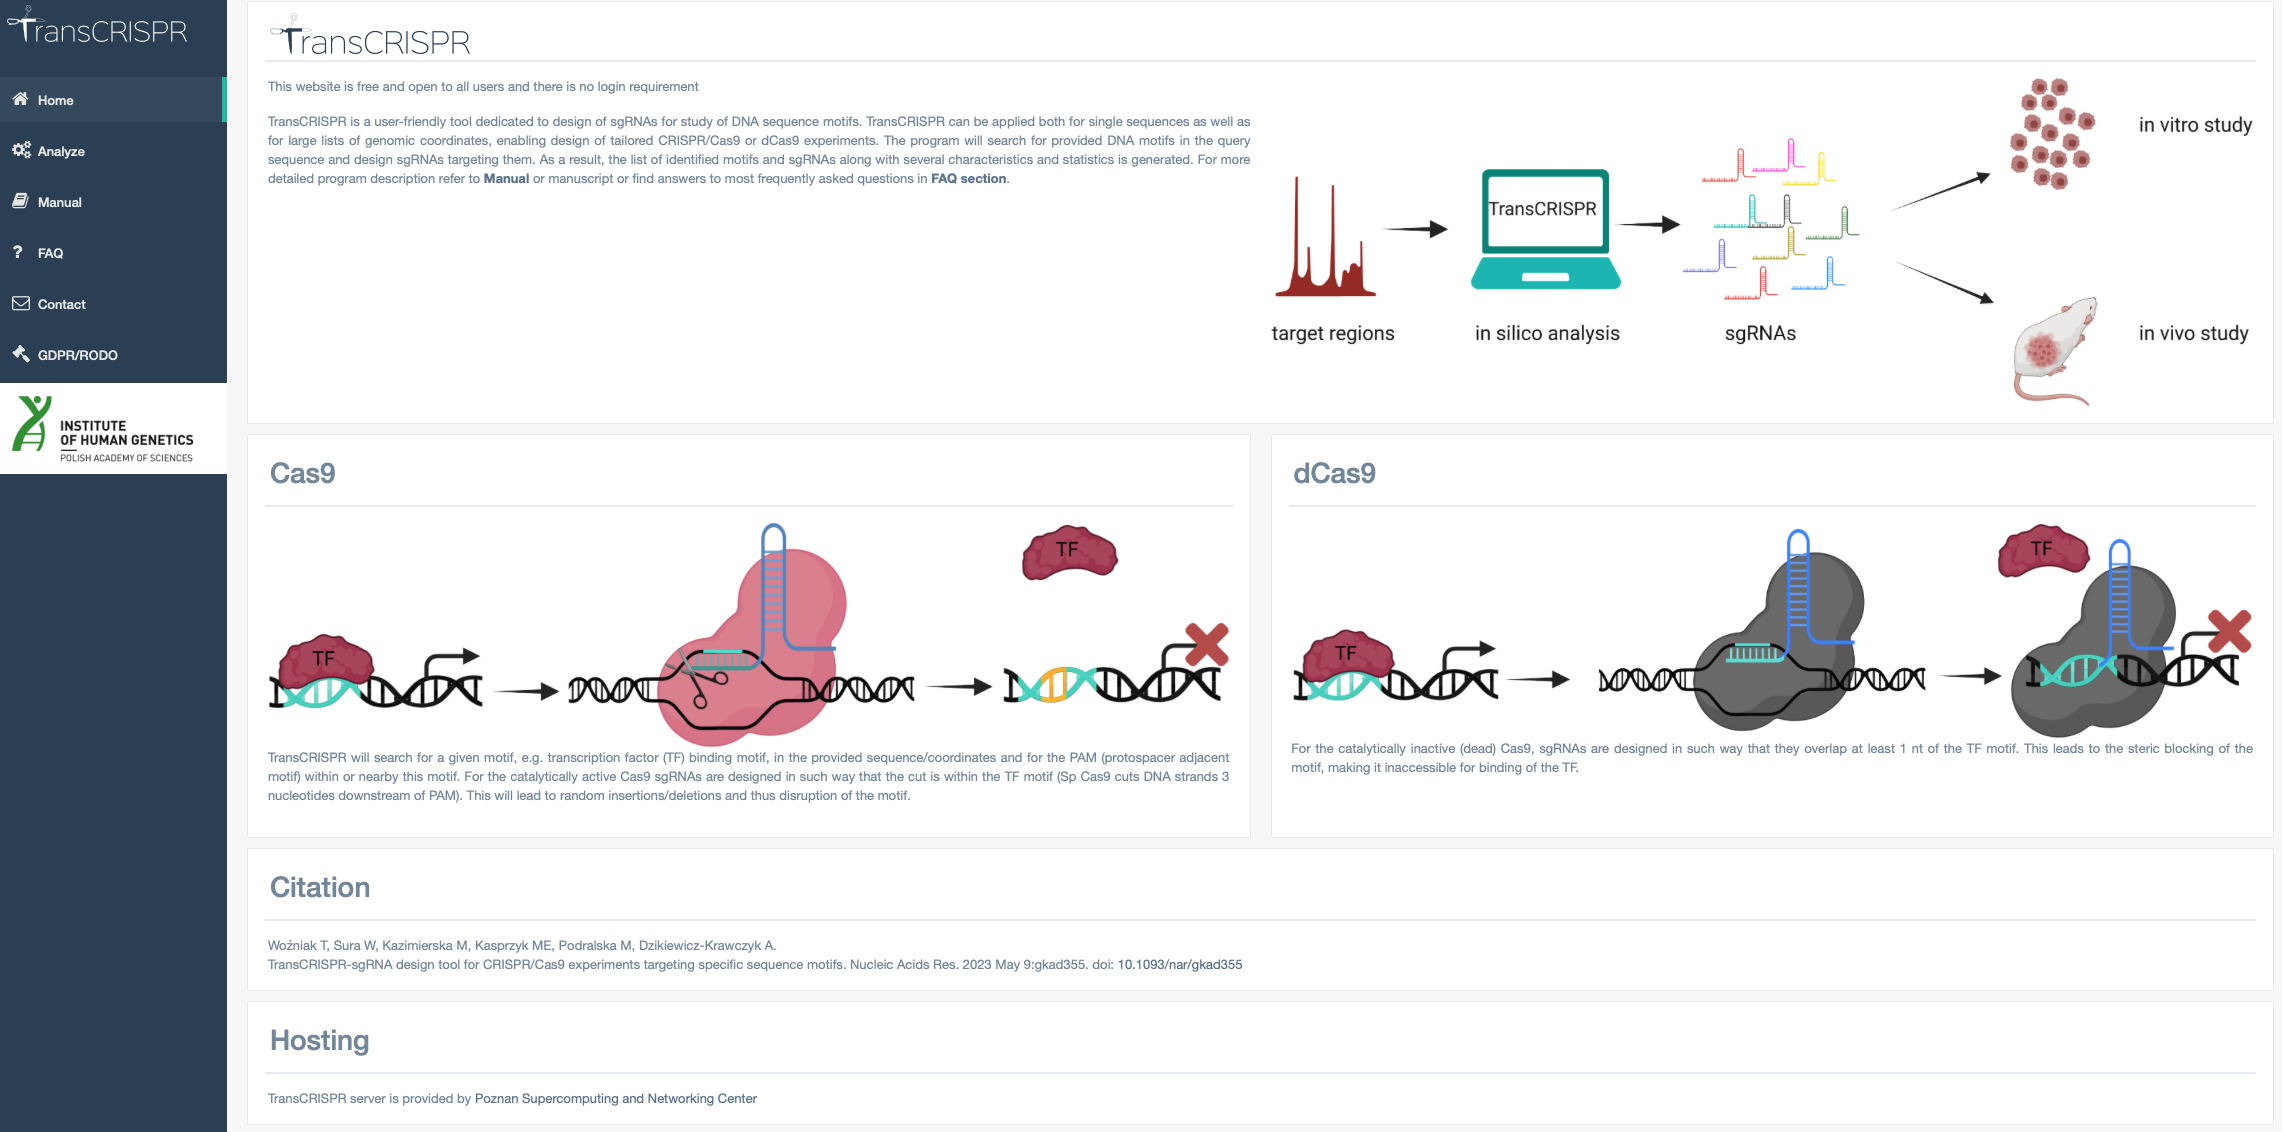 TransCRISPR
Home
Analyze
Manual
FAQ
Contact
GDPR/RODO
INSTITUTE
OF HUMAN GENETICS
POLISH ACADEMY OF SCIENCES
TransCRISPR
This website is free and open to all users and there is no login requirement
TransCRISPR is a user-friendly tool dedicated to design of sgRNAs for study of DNA sequence motifs. TransCRISPR can be applied both for single sequences as well as
for large lists of genomic coordinates, enabling design of tailored CRISPR/Cas9 or dCas9 experiments. The program will search for provided DNA motifs in the query
sequence and design sgRNAs targeting them. As a result, the list of identified motifs and sgRNAs along with several characteristics and statistics is generated. For more
detailed program description refer to Manual or manuscript or find answers to most frequently asked questions in FAQ section.
TransCRISPR
target regions
in silico analysis
sgRNAs
in vitro study
in vivo study
Cas9
TF
TF
TransCRISPR will search for a given motif, e.g. transcription factor (TF) binding motif, in the provided sequence/coordinates and for the PAM (protospacer adjacent
motif) within or nearby this motif. For the catalytically active Cas9 sgRNAs are designed in such way that the cut is within the TF motif (Sp Cas9 cuts DNA strands 3
nucleotides downstream of PAM). This will lead to random insertions/deletions and thus disruption of the motif.
dCas9
TF
TF
For the catalytically inactive (dead) Cas9, sgRNAs are designed in such way that they overlap at least 1 nt of the TF motif. This leads to the steric blocking of the
motif, making it inaccessible for binding of the TF.
Citation
Woźniak T, Sura W, Kazimierska M, Kasprzyk ME, Podralska M, Dzikiewicz-Krawczyk A.
TransCRISPR-sgRNA design tool for CRISPR/Cas9 experiments targeting specific sequence motifs. Nucleic Acids Res. 2023 May 9:gkad355. doi: 10.1093/nar/gkad355
Hosting
TransCRISPR server is provided by Poznan Supercomputing and Networking Center